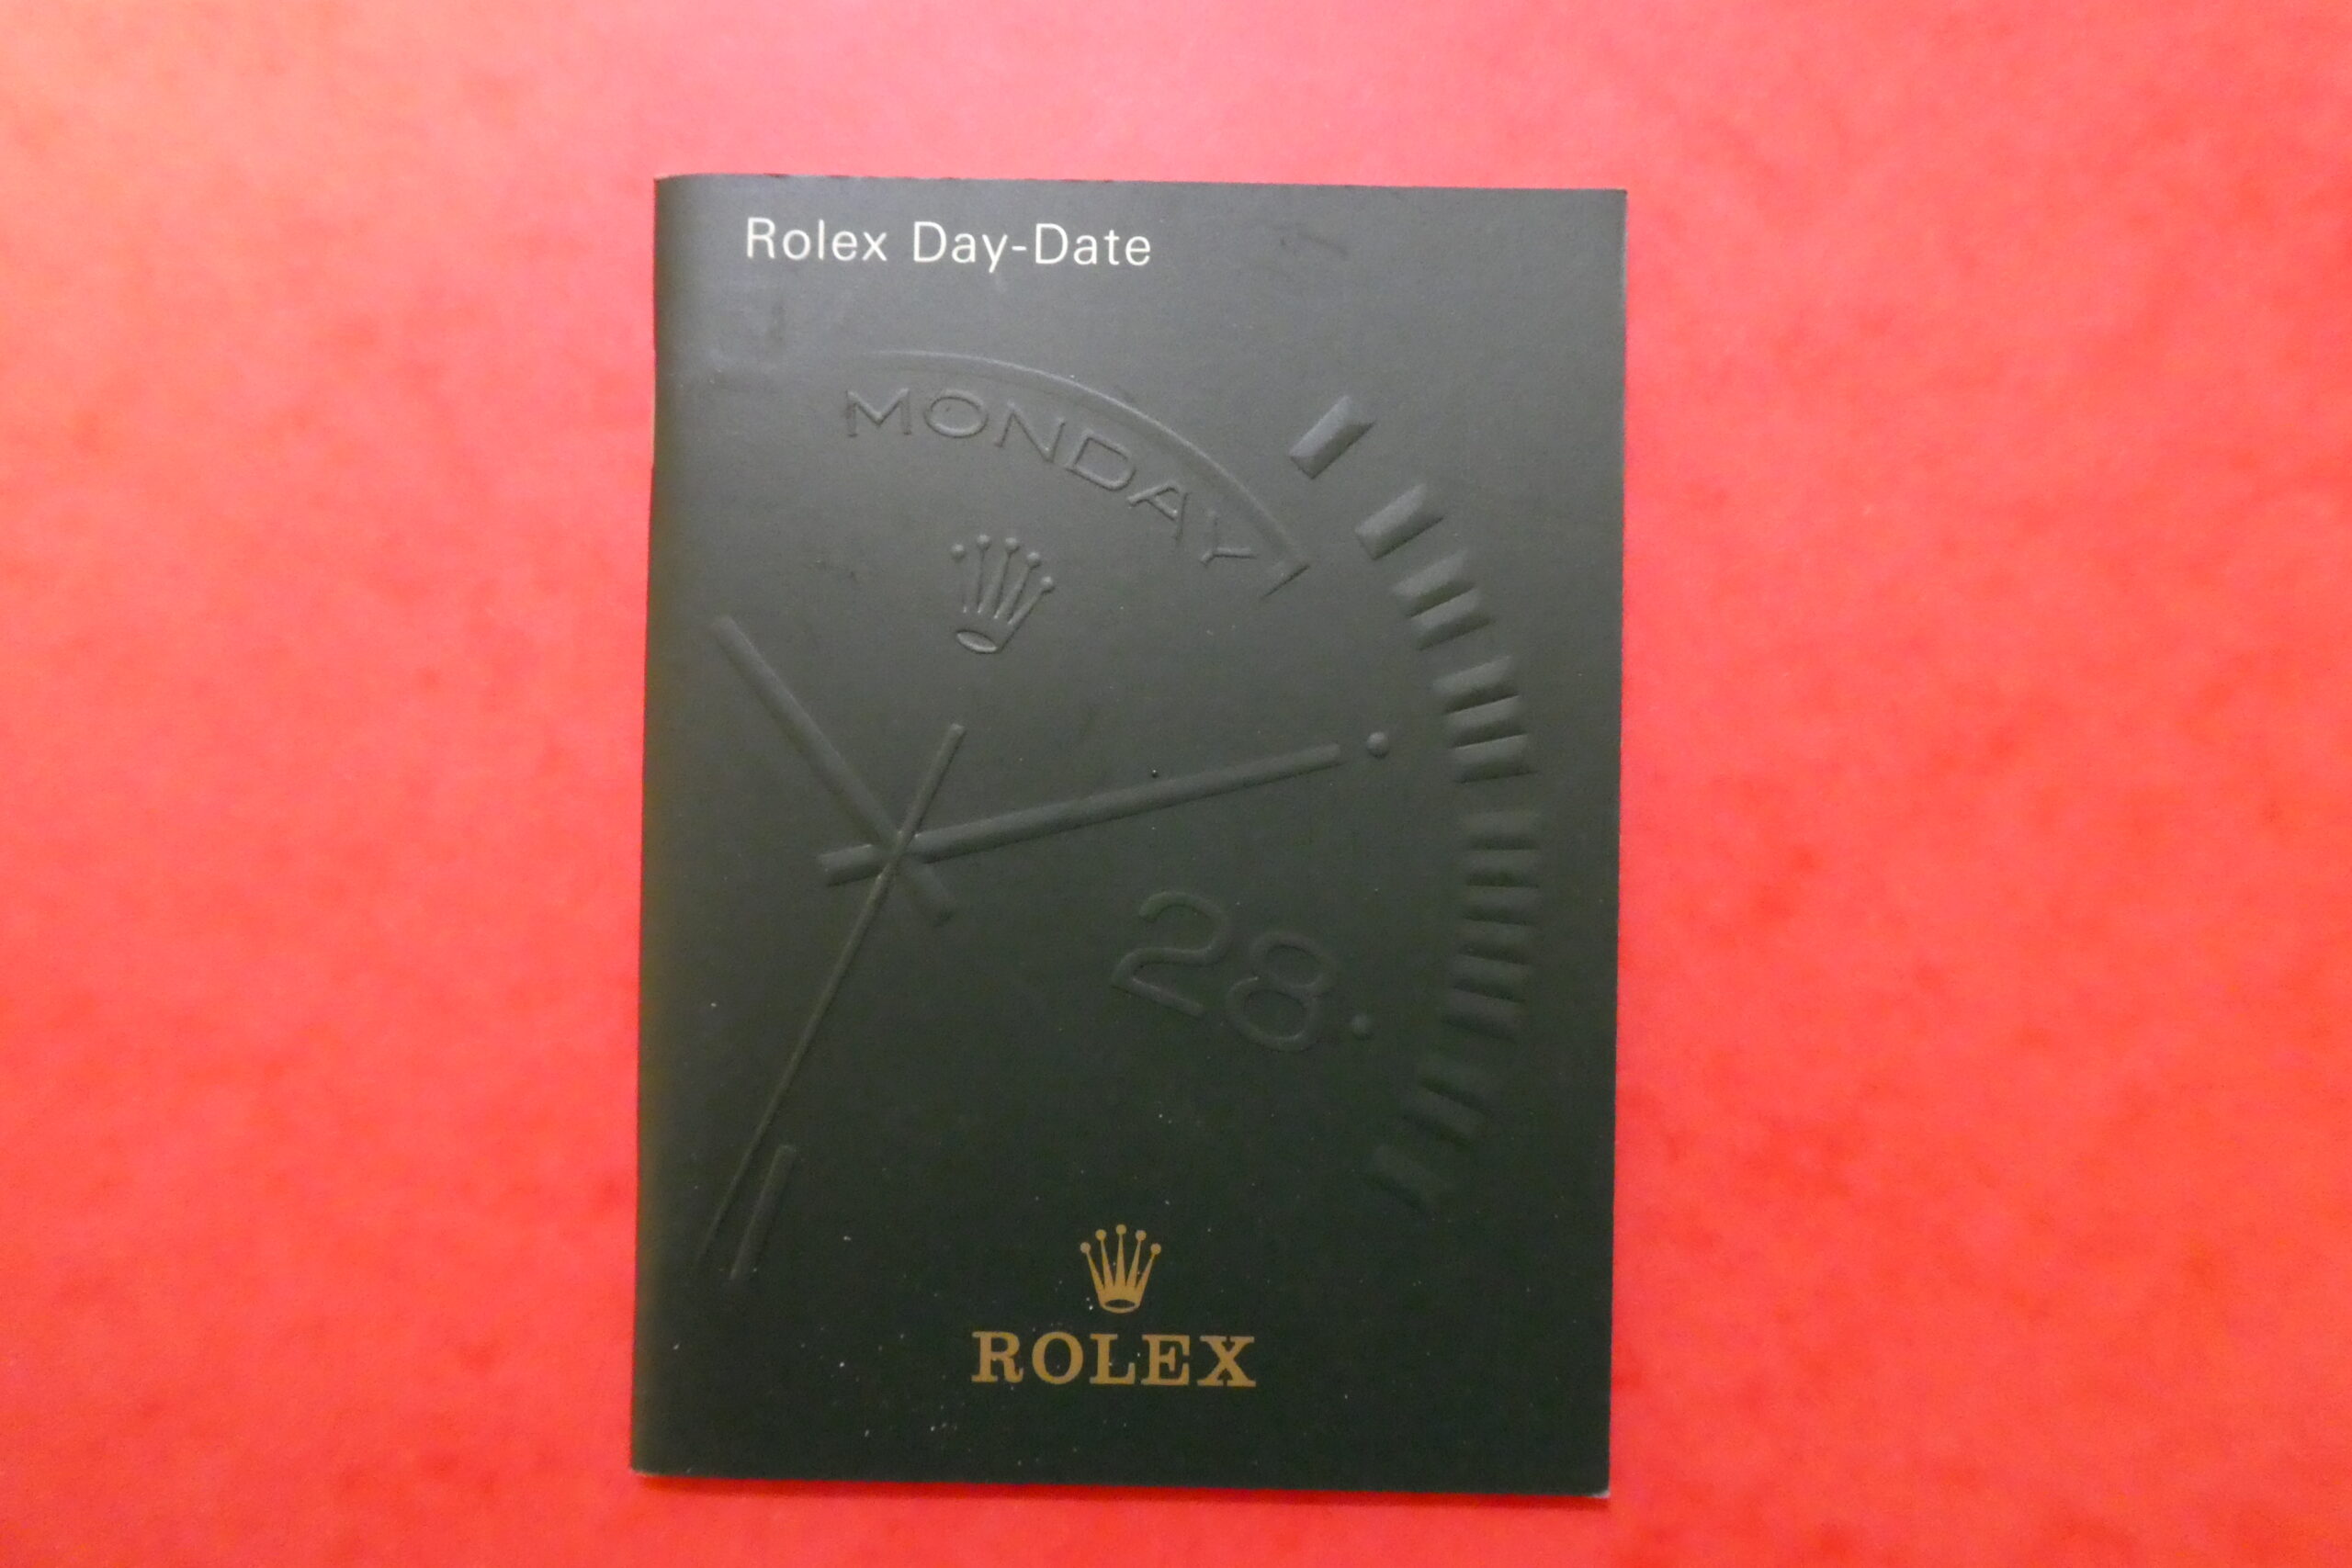 Rolex Day-Date
MONDAY
28
ROLEX